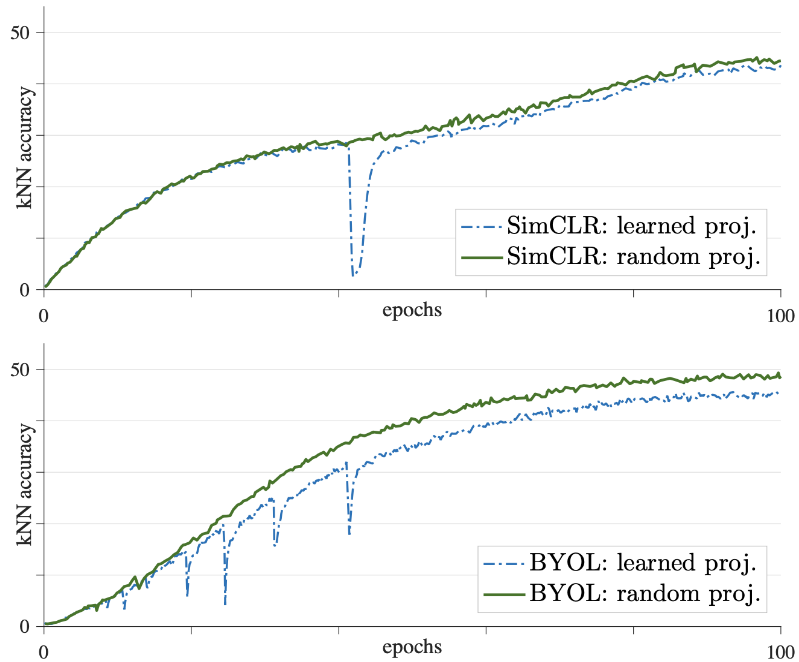 50
kNN accuracy
SimCLR: learned proj.
SimCLR: random proj.
0
0
epochs
100
50
kNN accuracy
BYOL: learned proj.
BYOL: random proj.
0
0
epochs
100